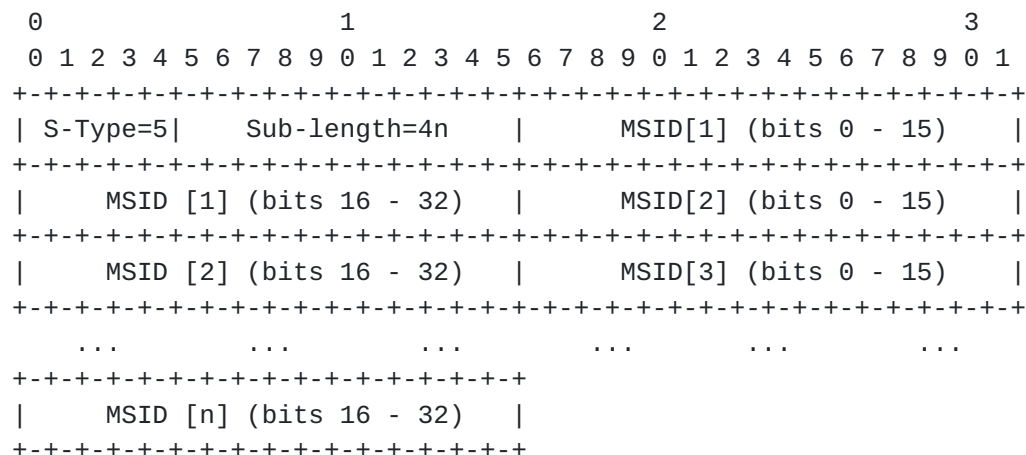 0                   1                   2                   3
 0 1 2 3 4 5 6 7 8 9 0 1 2 3 4 5 6 7 8 9 0 1 2 3 4 5 6 7 8 9 0 1
+-+-+-+-+-+-+-+-+-+-+-+-+-+-+-+-+-+-+-+-+-+-+-+-+-+-+-+-+-+-+-+-+
| S-Type=5|    Sub-length=4n    |      MSID[1] (bits 0 - 15)    |
+-+-+-+-+-+-+-+-+-+-+-+-+-+-+-+-+-+-+-+-+-+-+-+-+-+-+-+-+-+-+-+-+
|     MSID [1] (bits 16 - 32)   |      MSID[2] (bits 0 - 15)    |
+-+-+-+-+-+-+-+-+-+-+-+-+-+-+-+-+-+-+-+-+-+-+-+-+-+-+-+-+-+-+-+-+
|     MSID [2] (bits 16 - 32)   |      MSID[3] (bits 0 - 15)    |
+-+-+-+-+-+-+-+-+-+-+-+-+-+-+-+-+-+-+-+-+-+-+-+-+-+-+-+-+-+-+-+-+
    ...        ...        ...        ...       ...        ...
+-+-+-+-+-+-+-+-+-+-+-+-+-+-+-+-+
|     MSID [n] (bits 16 - 32)   |
+-+-+-+-+-+-+-+-+-+-+-+-+-+-+-+-+